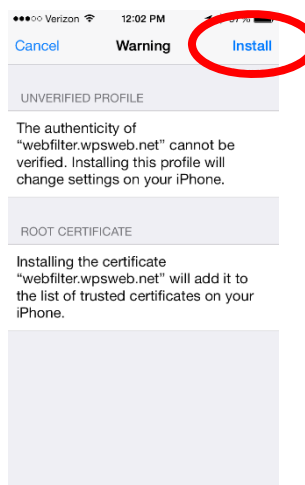 Verizon 12:02 PM
Cancel Warning Install
UNVERIFIED PROFILE
The authenticity of
“webfilter.wpsweb.net” cannot be
verified. Installing this profile will
change settings on your iPhone.
ROOT CERTIFICATE
Installing the certificate
“webfilter.wpsweb.net” will add it to
the list of trusted certificates on your
iPhone.